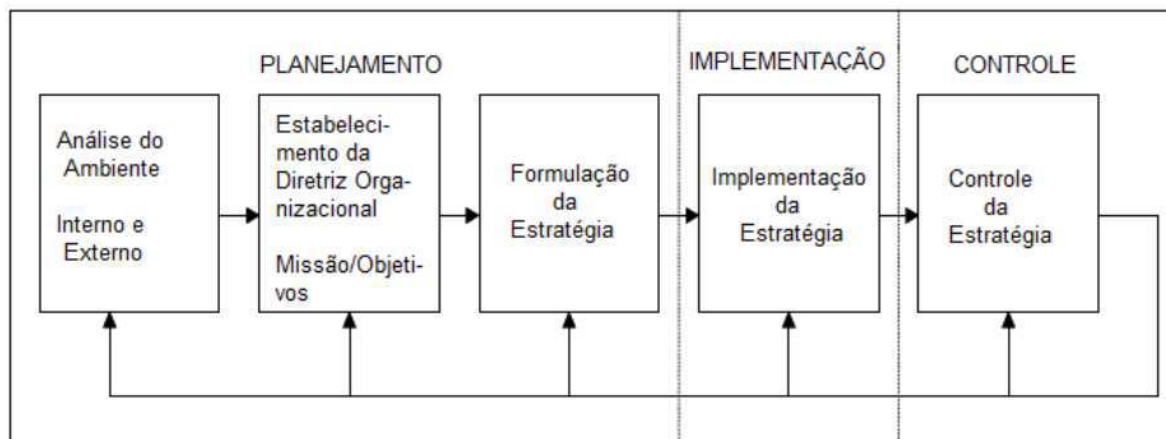 PLANEJAMENTO
IMPLEMENTAÇÃO
CONTROLE
Análise do
Ambiente
Interno e
Externo
Estabeleci-
mento da
Diretriz Orga-
nizacional
Missão/Objeti-
vos
Formulação
da
Estratégia
Implementação
da
Estratégia
Controle
da
Estratégia